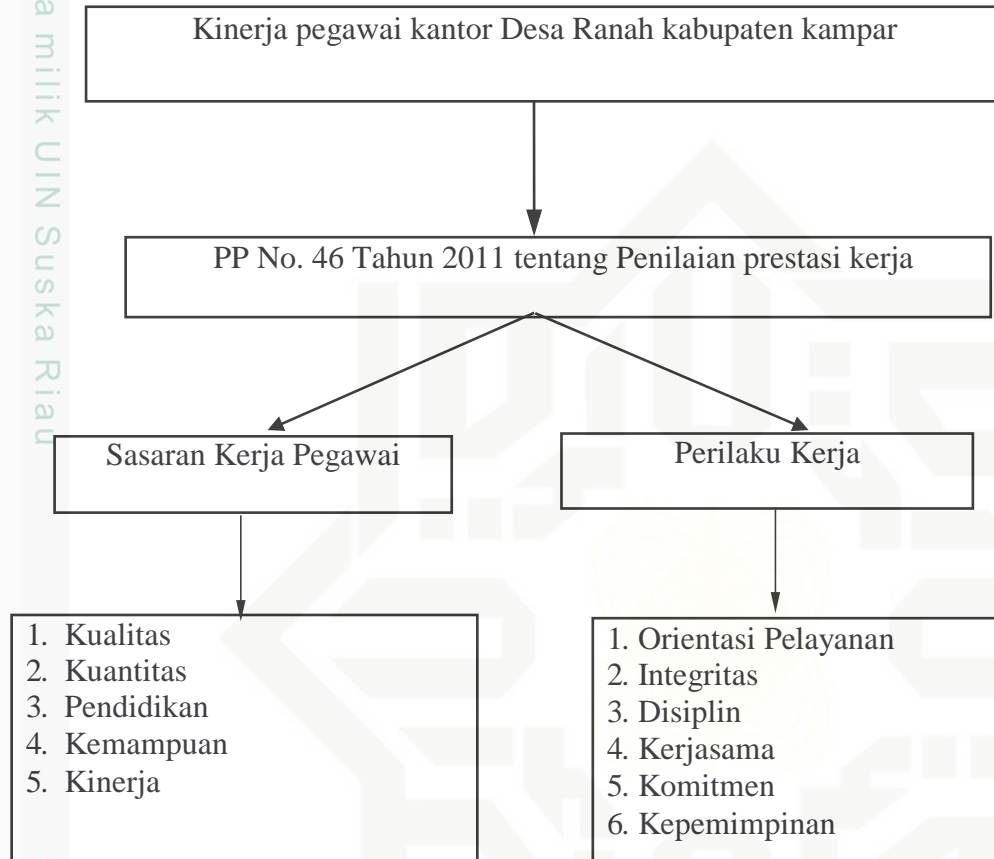 a milik UIN Suska Riau
Kinerja pegawai kantor Desa Ranah kabupaten kampar
PP No. 46 Tahun 2011 tentang Penilaian prestasi kerja
Sasaran Kerja Pegawai
Perilaku Kerja
1. Kualitas
2. Kuantitas
3. Pendidikan
4. Kemampuan
5. Kinerja
1. Orientasi Pelayanan
2. Integritas
3. Disiplin
4. Kerjasama
5. Komitmen
6. Kepemimpinan